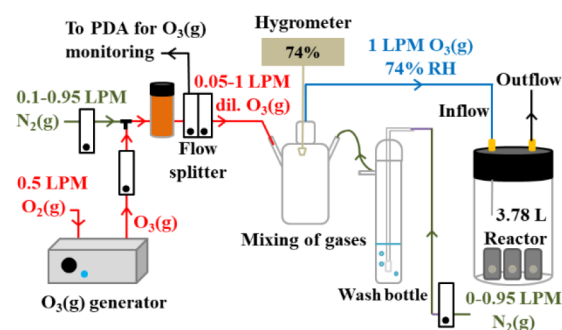 To PDA for O3(g)
monitoring
Hygrometer
74%
1 LPM O3(g)
74% RH
Outflow
Inflow
0.1-0.95 LPM
N2(g)
0.05-1 LPM
dil. O3(g)
Flow
splitter
0.5 LPM
O2(g)
O3(g)
O3(g) generator
Mixing of gases
Wash bottle
3.78 L
Reactor
0-0.95 LPM
N2(g)